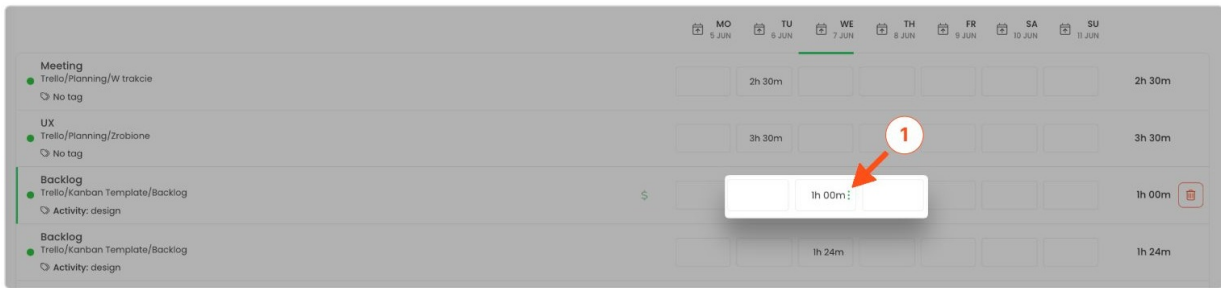 MO TU WE TH FR SA SU
5 JUN 6 JUN 7 JUN 8 JUN 9 JUN 10 JUN 11 JUN
Meeting
Trello/Planning/W trakcie 2h 30m 2h 30m
No tag
UX
Trello/Planning/Zrobione 3h 30m 3h 30m
No tag
1
Backlog
Trello/Kanban Template/Backlog $ 1h 00m 1h 00m
Activity: design
Backlog
Trello/Kanban Template/Backlog 1h 24m 1h 24m
Activity: design